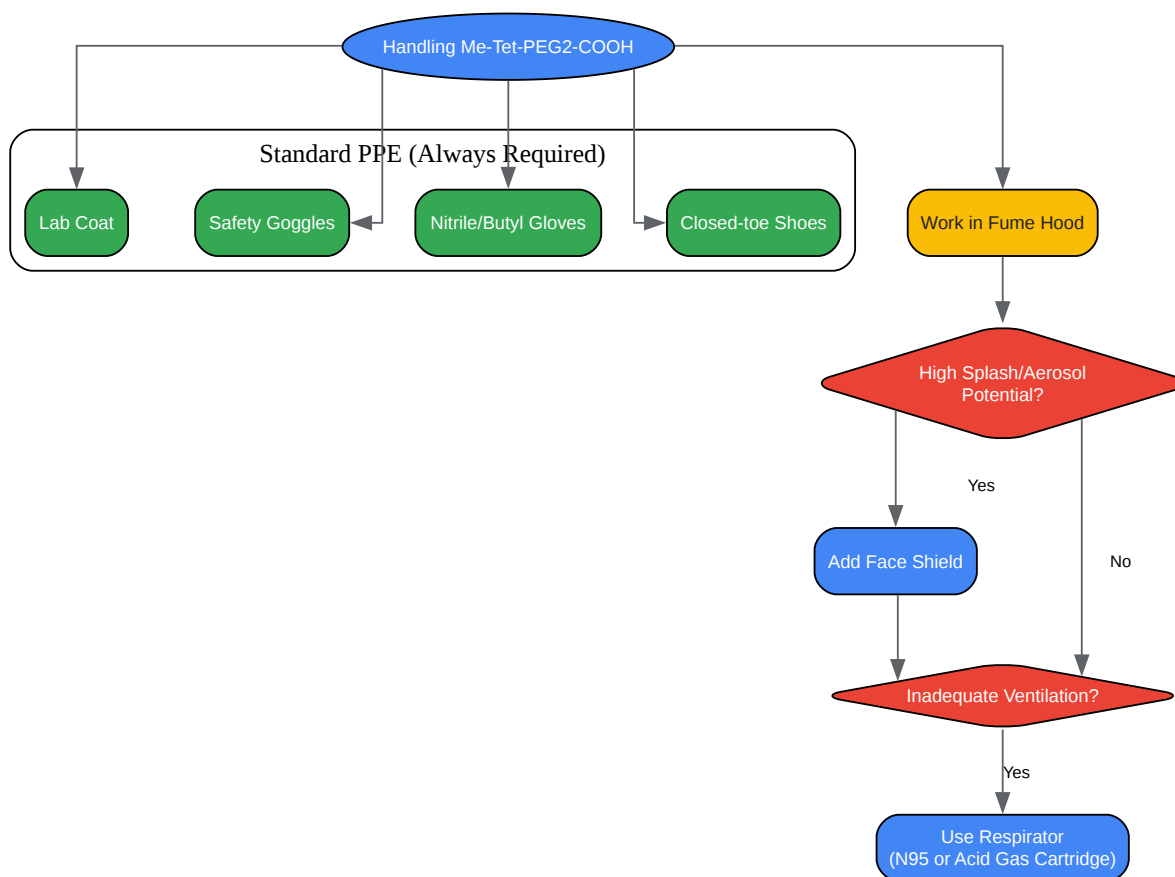 Handling Me-Tet-PEG2-COOH
Standard PPE (Always Required)
Lab Coat
Safety Goggles
Nitrile/Butyl Gloves
Closed-toe Shoes
Work in Fume Hood
High Splash/Aerosol
Potential?
Yes
Add Face Shield
No
Inadequate Ventilation?
Yes
Use Respirator
(N95 or Acid Gas Cartridge)